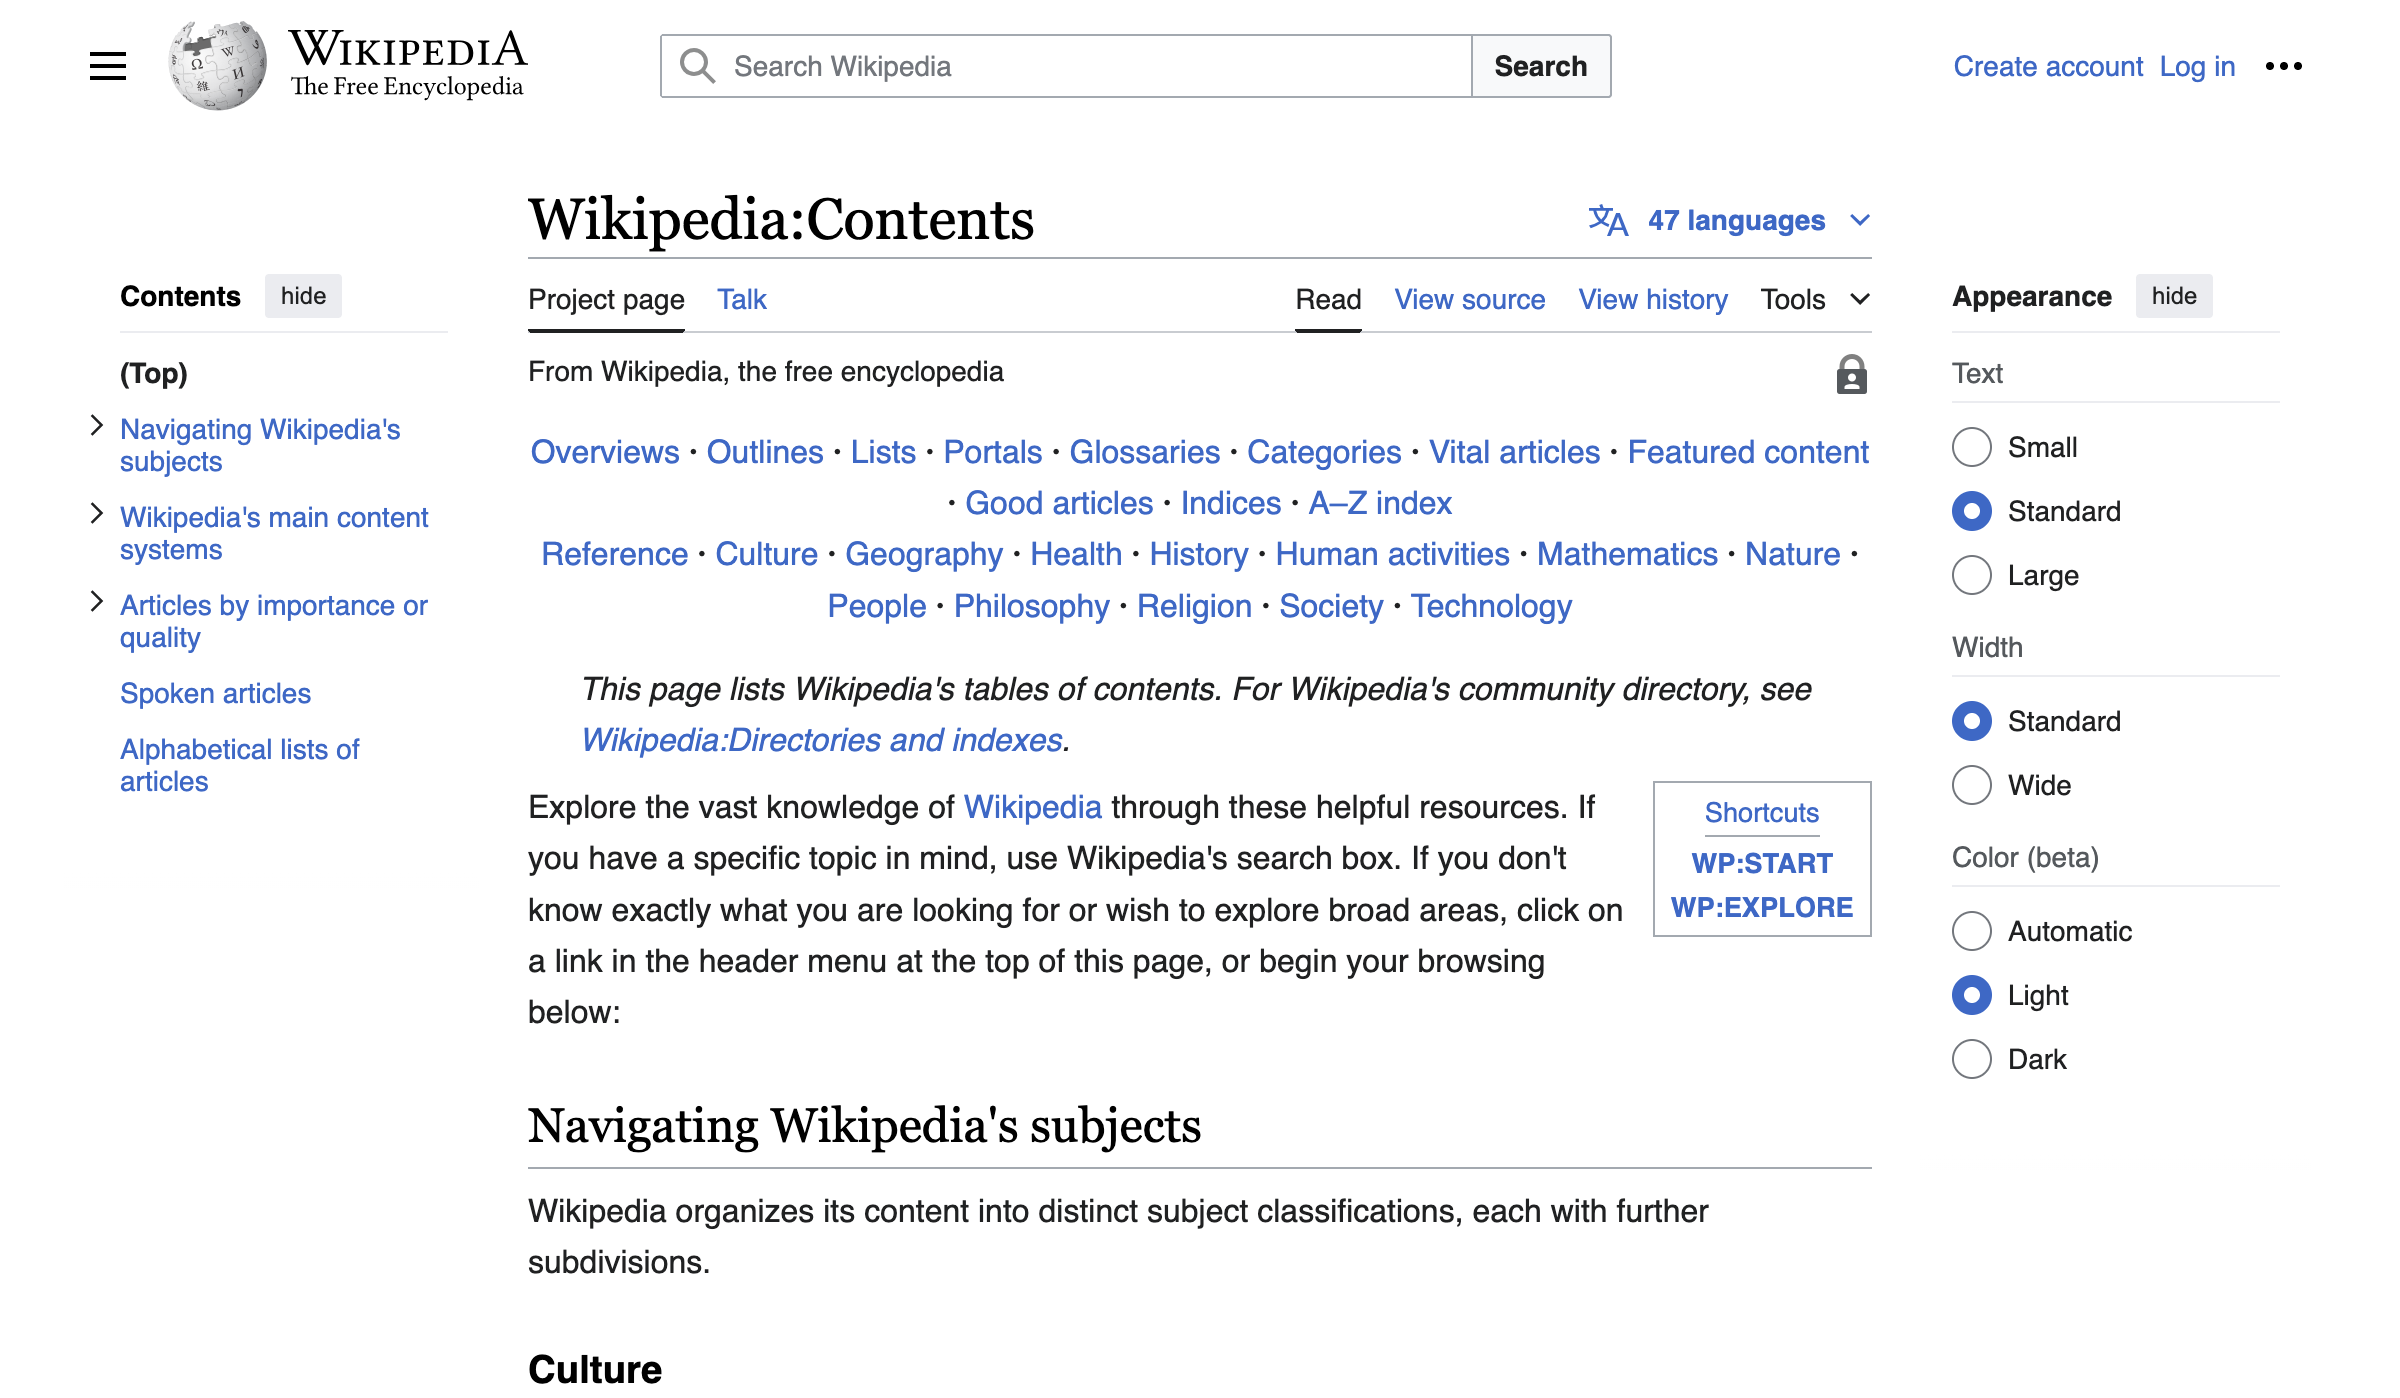 WIKIPEDIA
The Free Encyclopedia
Search Wikipedia
Search
Create account Log in
Wikipedia:Contents
47 languages
Contents hide
(Top)
Navigating Wikipedia's
subjects
Wikipedia's main content
systems
Articles by importance or
quality
Spoken articles
Alphabetical lists of
articles
Project page Talk
Read View source View history Tools
From Wikipedia, the free encyclopedia
Overviews · Outlines · Lists · Portals · Glossaries · Categories · Vital articles · Featured content
· Good articles · Indices · A–Z index
Reference · Culture · Geography · Health · History · Human activities · Mathematics · Nature ·
People · Philosophy · Religion · Society · Technology
This page lists Wikipedia's tables of contents. For Wikipedia's community directory, see
Wikipedia:Directories and indexes.
Explore the vast knowledge of Wikipedia through these helpful resources. If
you have a specific topic in mind, use Wikipedia's search box. If you don't
know exactly what you are looking for or wish to explore broad areas, click on
a link in the header menu at the top of this page, or begin your browsing
below:
Shortcuts
WP:START
WP:EXPLORE
Navigating Wikipedia's subjects
Wikipedia organizes its content into distinct subject classifications, each with further
subdivisions.
Culture
Appearance hide
Text
Small
Standard
Large
Width
Standard
Wide
Color (beta)
Automatic
Light
Dark